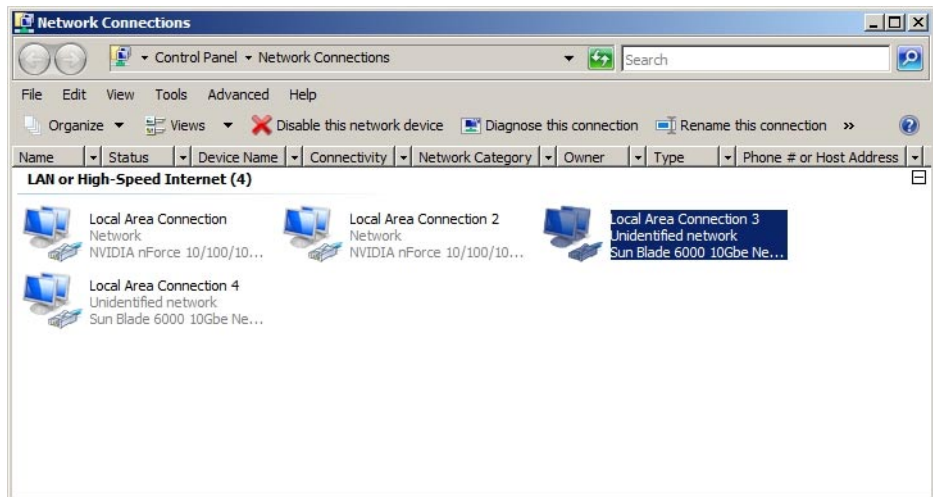 Network Connections
Control Panel Network Connections
Search
File Edit View Tools Advanced Help
Organize Views Disable this network device Diagnose this connection Rename this connection »
Name Status Device Name Connectivity Network Category Owner Type Phone # or Host Address
LAN or High-Speed Internet (4)
Local Area Connection
Network
NVIDIA nForce 10/100/10...
Local Area Connection 2
Network
NVIDIA nForce 10/100/10...
Local Area Connection 3
Unidentified network
Sun Blade 6000 10Gbe Ne...
Local Area Connection 4
Unidentified network
Sun Blade 6000 10Gbe Ne...